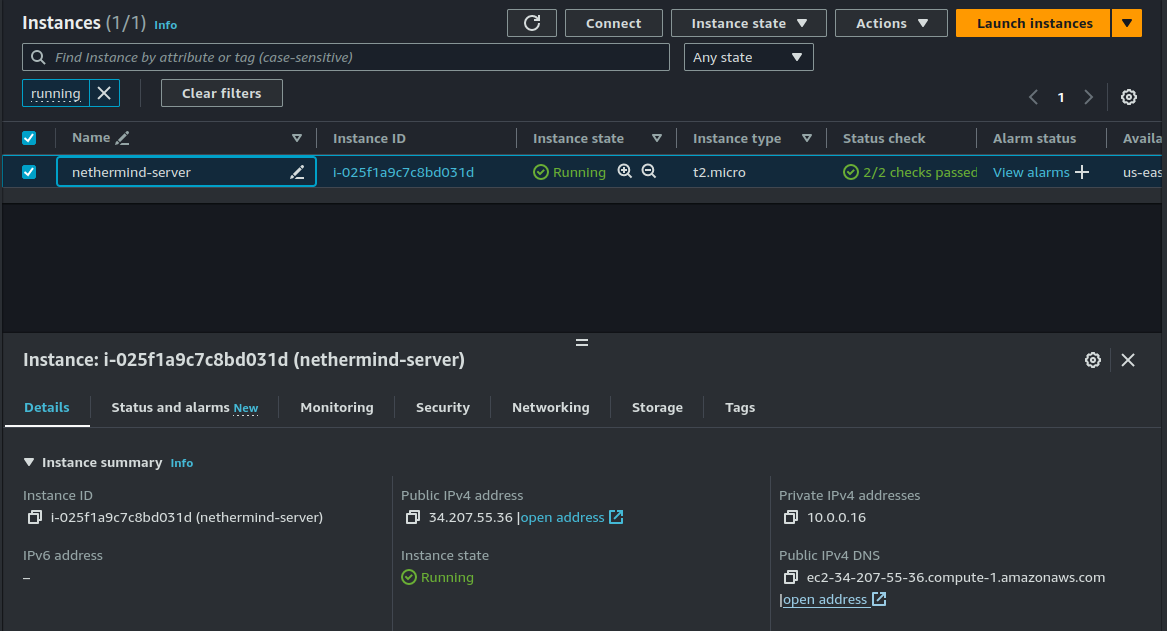 Instances (1/1) Info
Connect
Instance state
Actions
Launch instances
Find Instance by attribute or tag (case-sensitive)
Any state
running
Clear filters
1
Name Instance ID Instance state Instance type Status check Alarm status Availa
nethermind-server i-025f1a9c7c8bd031d Running t2.micro 2/2 checks passed View alarms us-eas
Instance: i-025f1a9c7c8bd031d (nethermind-server)
Details Status and alarms New Monitoring Security Networking Storage Tags
Instance summary Info
Instance ID
i-025f1a9c7c8bd031d (nethermind-server)
IPv6 address
–
Public IPv4 address
34.207.55.36 |open address
Instance state
Running
Private IPv4 addresses
10.0.0.16
Public IPv4 DNS
ec2-34-207-55-36.compute-1.amazonaws.com
|open address